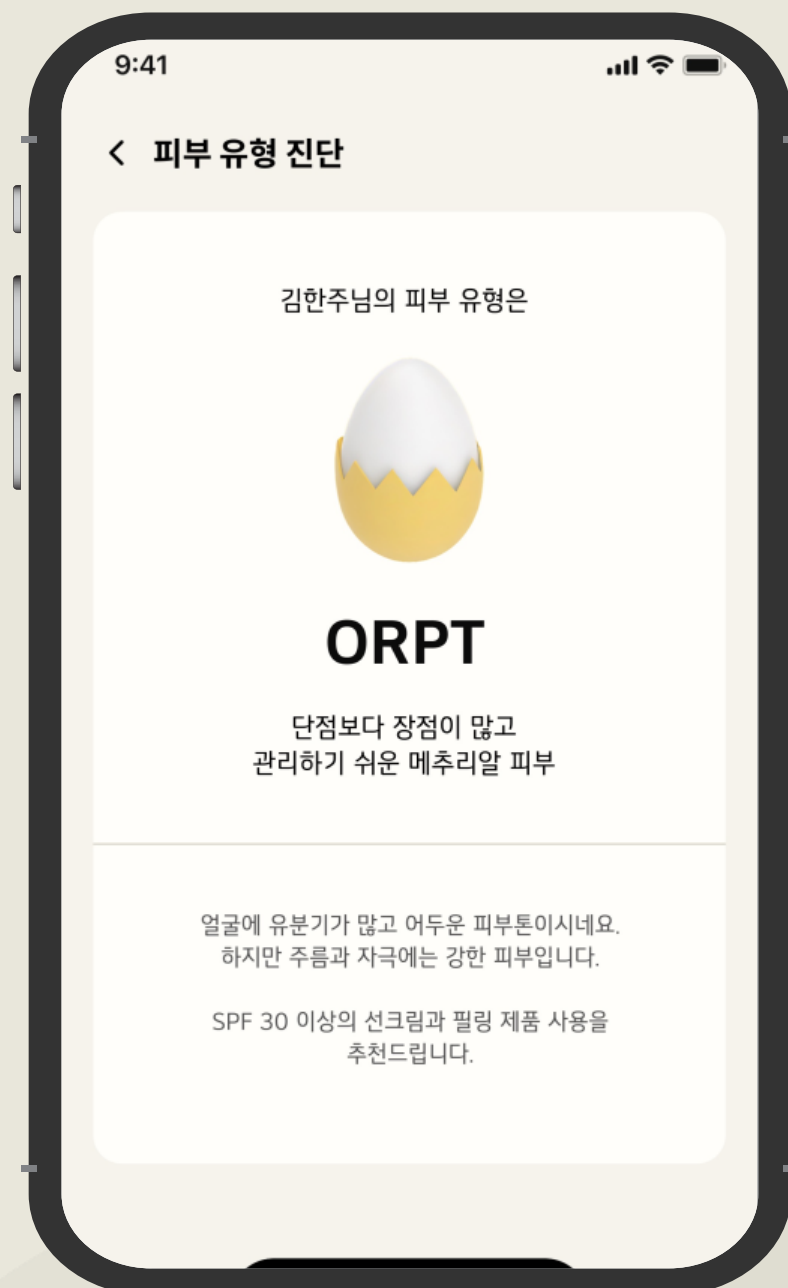 9:41
피부 유형 진단
김한주님의 피부 유형은
ORPT
단점보다 장점이 많고
관리하기 쉬운 메추리알 피부
얼굴에 유분기가 많고 어두운 피부톤이시네요.
하지만 주름과 자극에는 강한 피부입니다.
SPF 30 이상의 선크림과 필링 제품 사용을
추천드립니다.